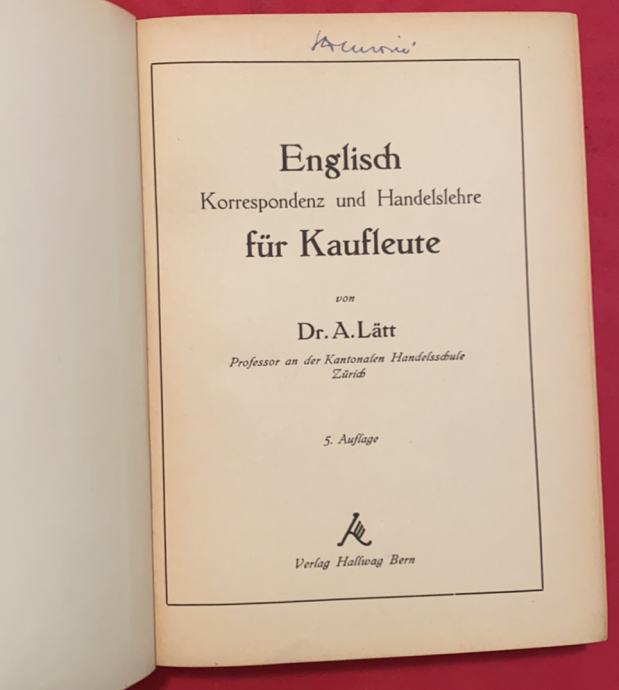 Englisch
Korrespondenz und Handelslehre
für Kaufleute
von
Dr. A. Lätt
Professor an der Kantonalen Handelsschule
Zürich
5. Auflage
Verlag Hallwag Bern